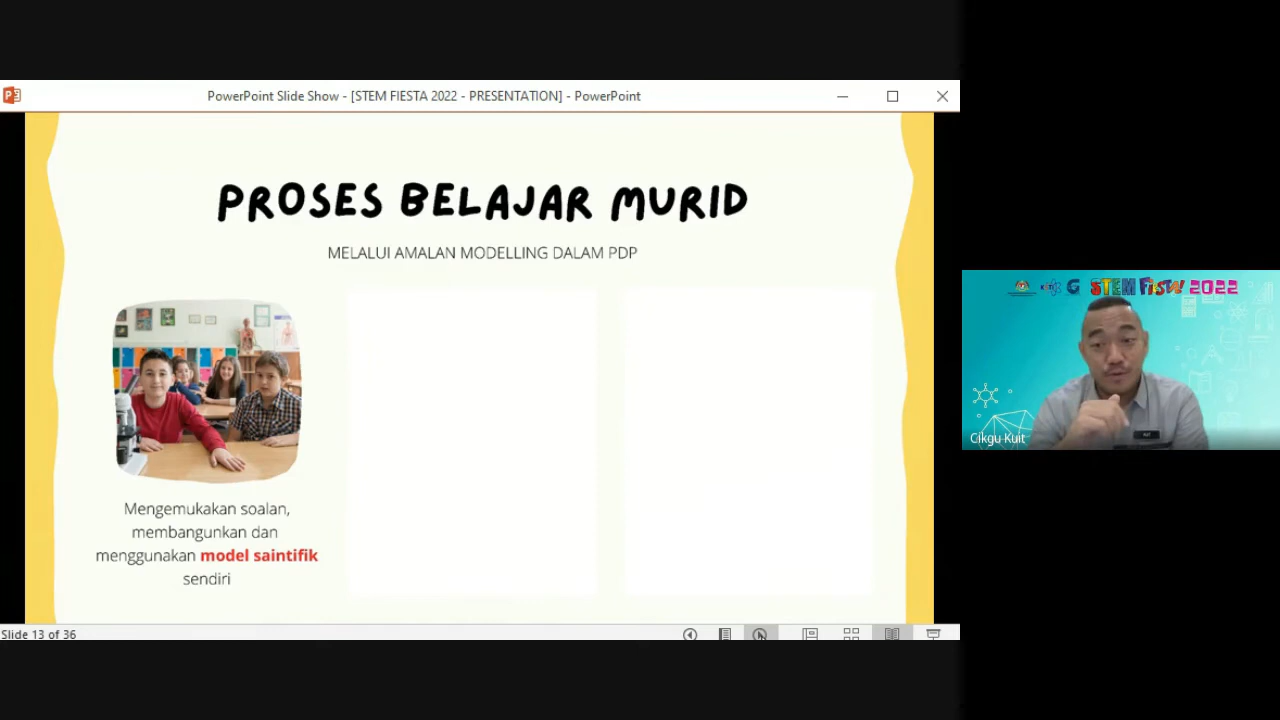 PowerPoint Slide Show - [STEM FIESTA 2022 - PRESENTATION] - PowerPoint
PROSES BELAJAR MURID
MELALUI AMALAN MODELLING DALAM PDP
Mengemukakan soalan,
membangunkan dan
menggunakan model saintifik
sendiri
Slide 13 of 36
STEM Fiesta! 2022
Cikgu Kuit